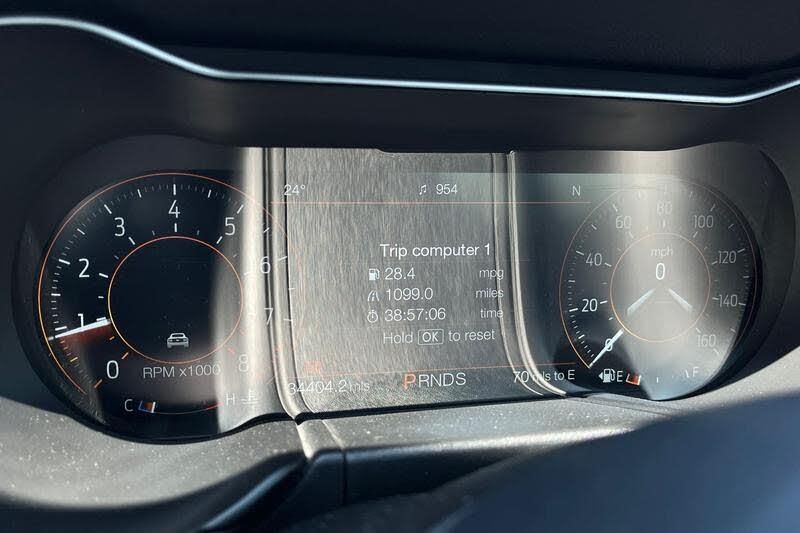 24° ♫ 954 N
Trip computer 1
28.4 mpg
1099.0 miles
38:57:06 time
Hold OK to reset
34404.2 mls PRNDS 70 mls to E
0 1 2 3 4 5 6 7 8
RPM x1000
C H
0 20 40 60 80 100 120 140 160
mph
0
E F